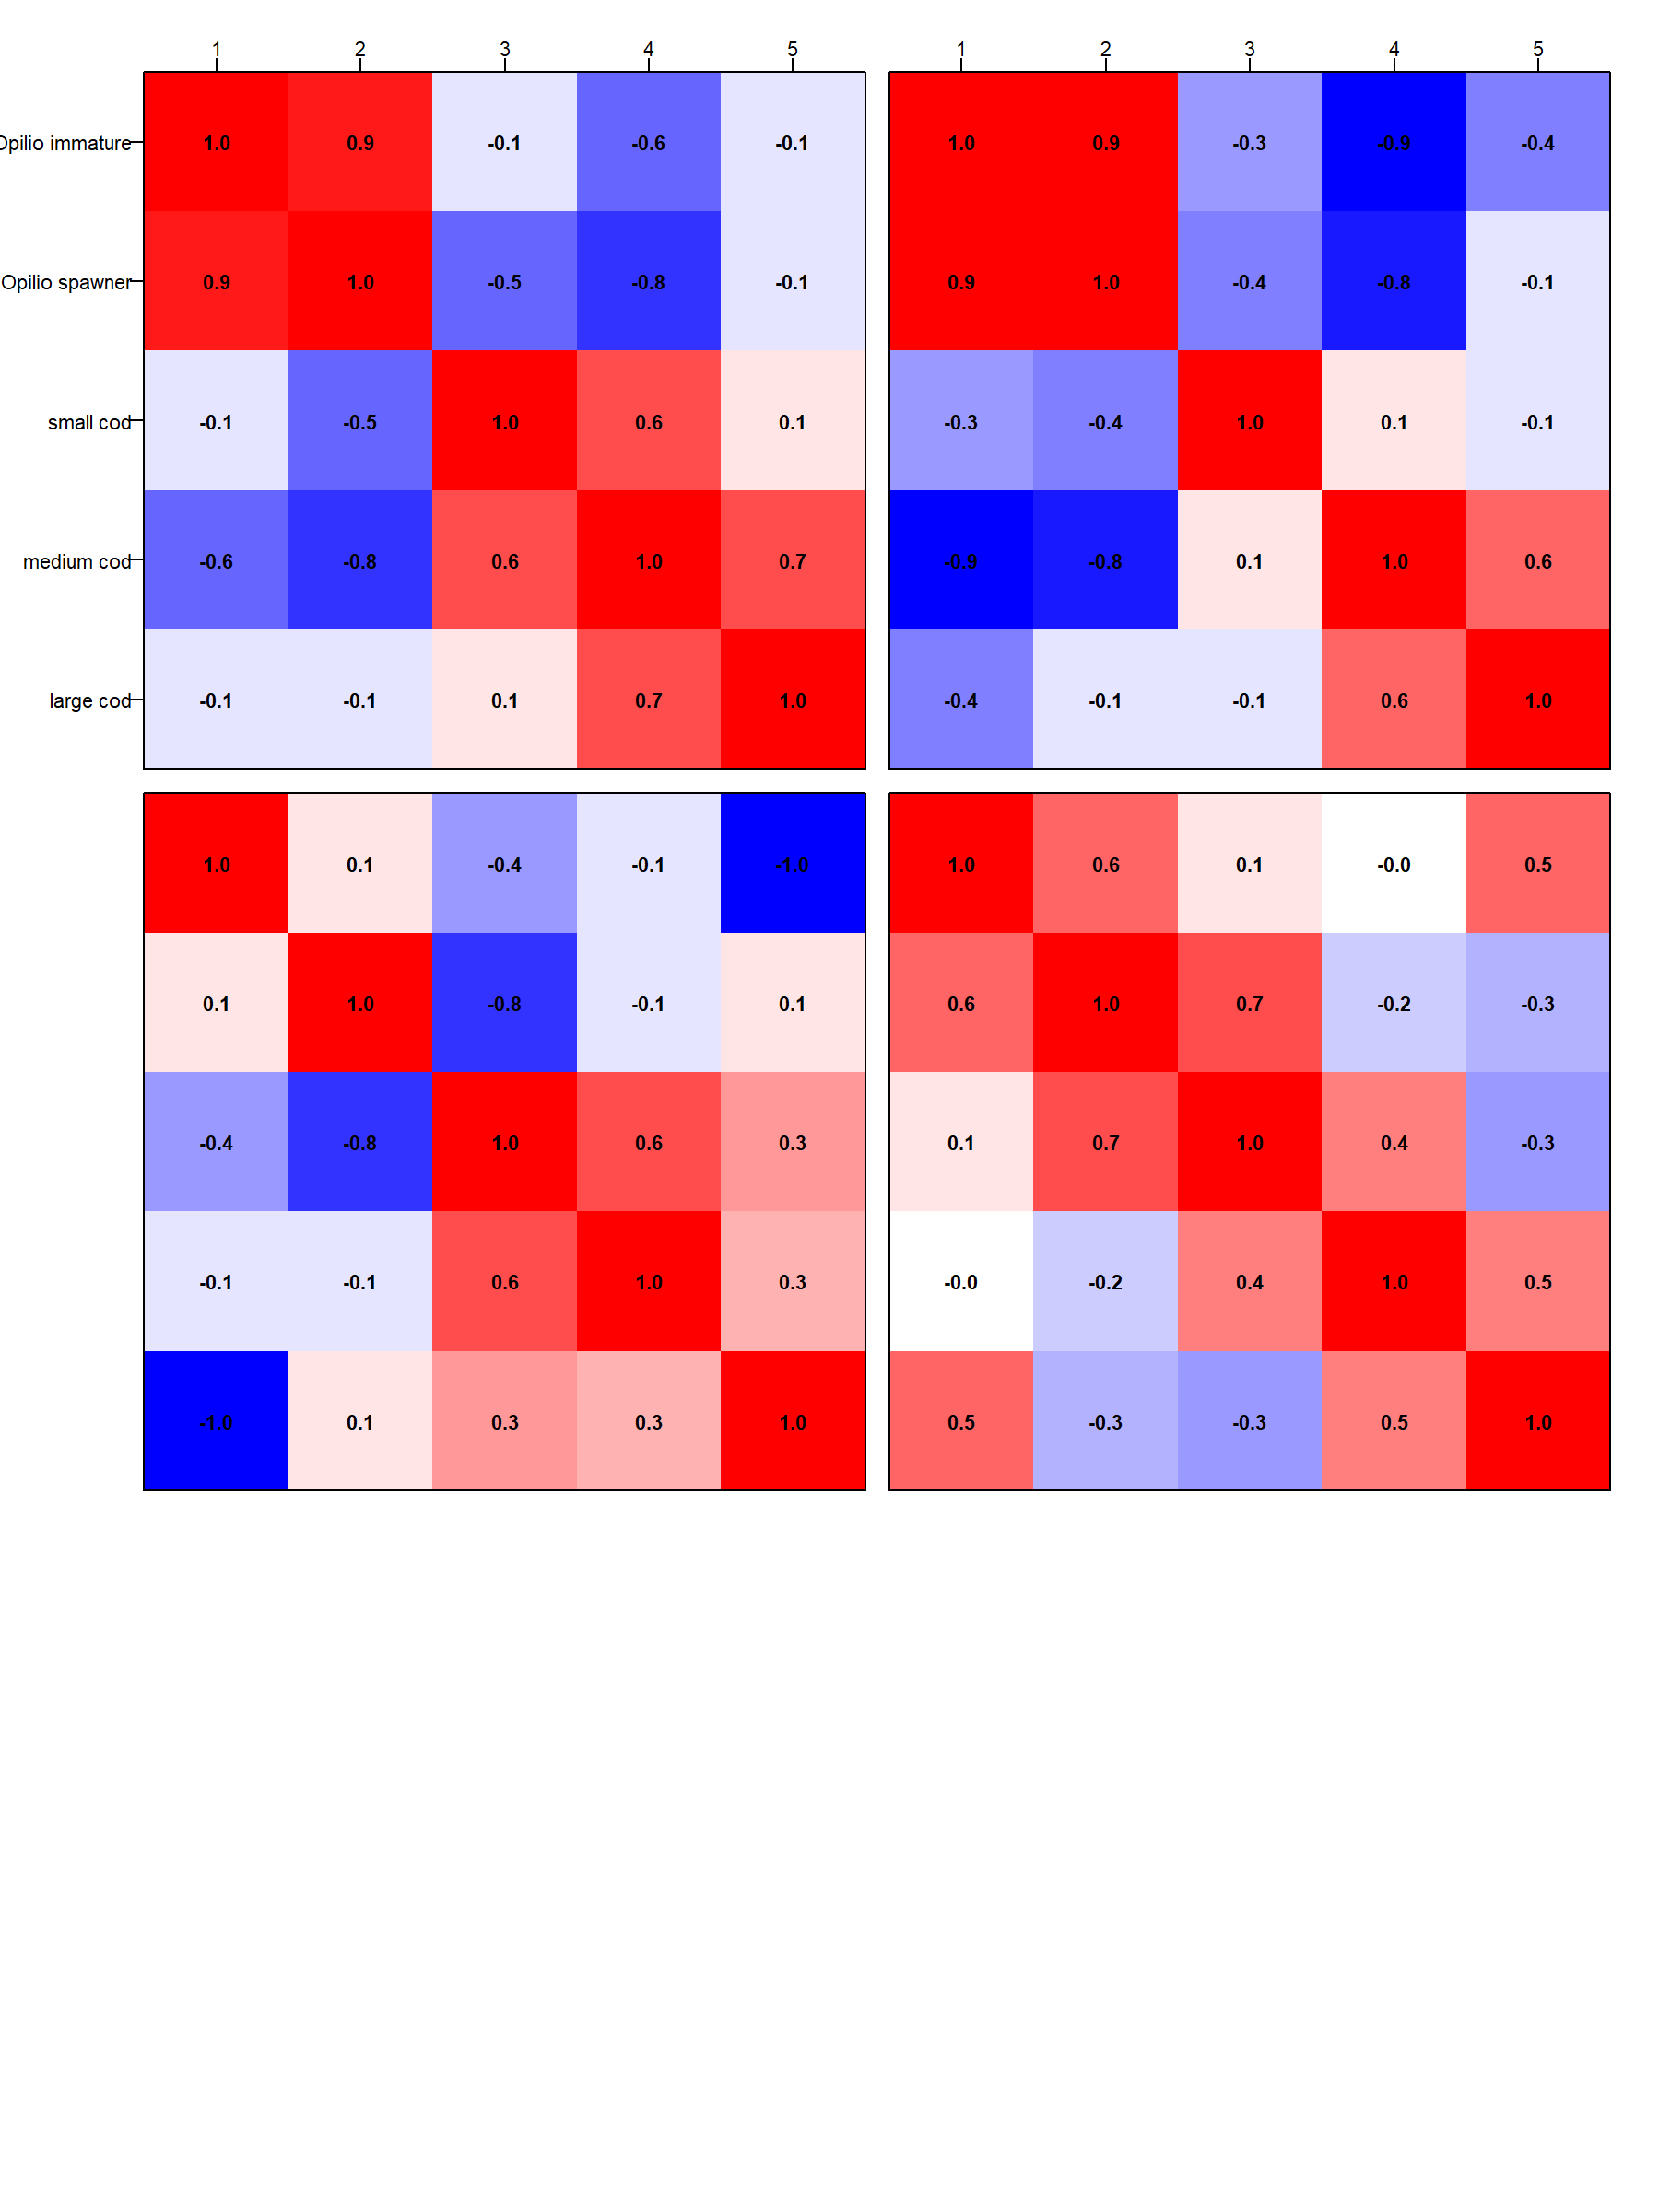 1 2 3 4 5 1 2 3 4 5
Opilio immature 1.0 0.9 -0.1 -0.6 -0.1 1.0 0.9 -0.3 -0.9 -0.4
Opilio spawner 0.9 1.0 -0.5 -0.8 -0.1 0.9 1.0 -0.4 -0.8 -0.1
small cod -0.1 -0.5 1.0 0.6 0.1 -0.3 -0.4 1.0 0.1 -0.1
medium cod -0.6 -0.8 0.6 1.0 0.7 -0.9 -0.8 0.1 1.0 0.6
large cod -0.1 -0.1 0.1 0.7 1.0 -0.4 -0.1 -0.1 0.6 1.0
1.0 0.1 -0.4 -0.1 -1.0 1.0 0.6 0.1 -0.0 0.5
0.1 1.0 -0.8 -0.1 0.1 0.6 1.0 0.7 -0.2 -0.3
-0.4 -0.8 1.0 0.6 0.3 0.1 0.7 1.0 0.4 -0.3
-0.1 -0.1 0.6 1.0 0.3 -0.0 -0.2 0.4 1.0 0.5
-1.0 0.1 0.3 0.3 1.0 0.5 -0.3 -0.3 0.5 1.0